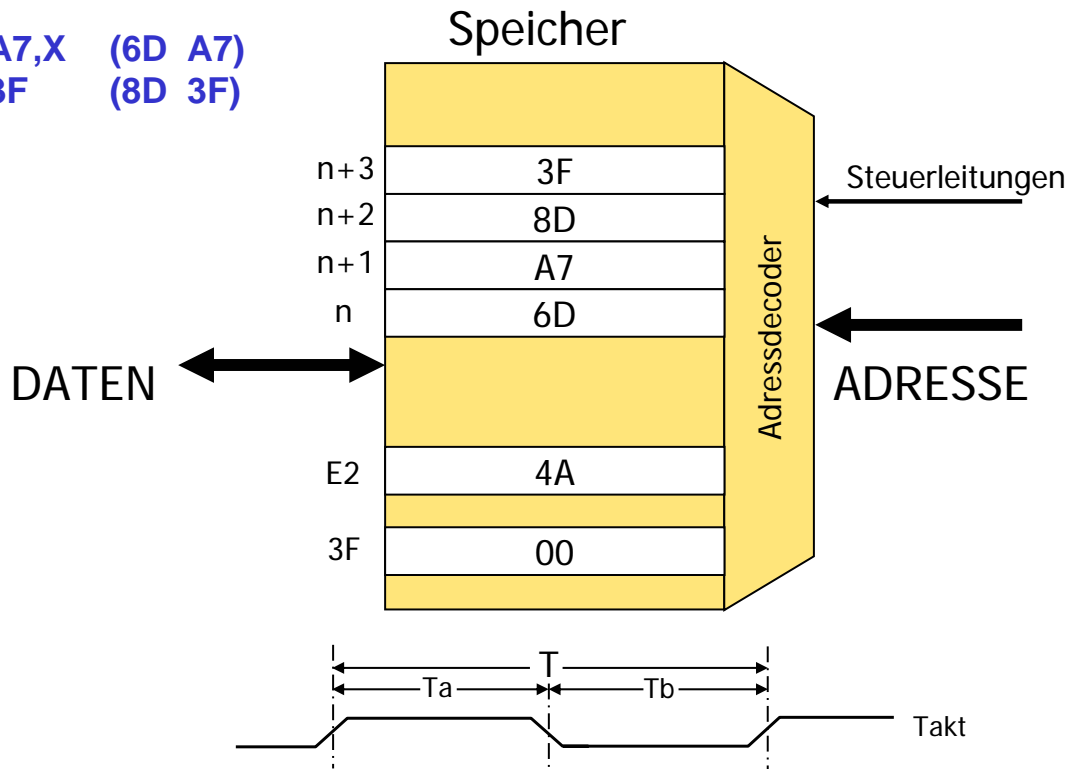 Speicher
A7,X (6D A7)
3F (8D 3F)
n+3 3F
n+2 8D
n+1 A7
n 6D
Steuerleitungen
Adressdecoder
DATEN
ADRESSE
E2 4A
3F 00
T
Ta Tb
Takt